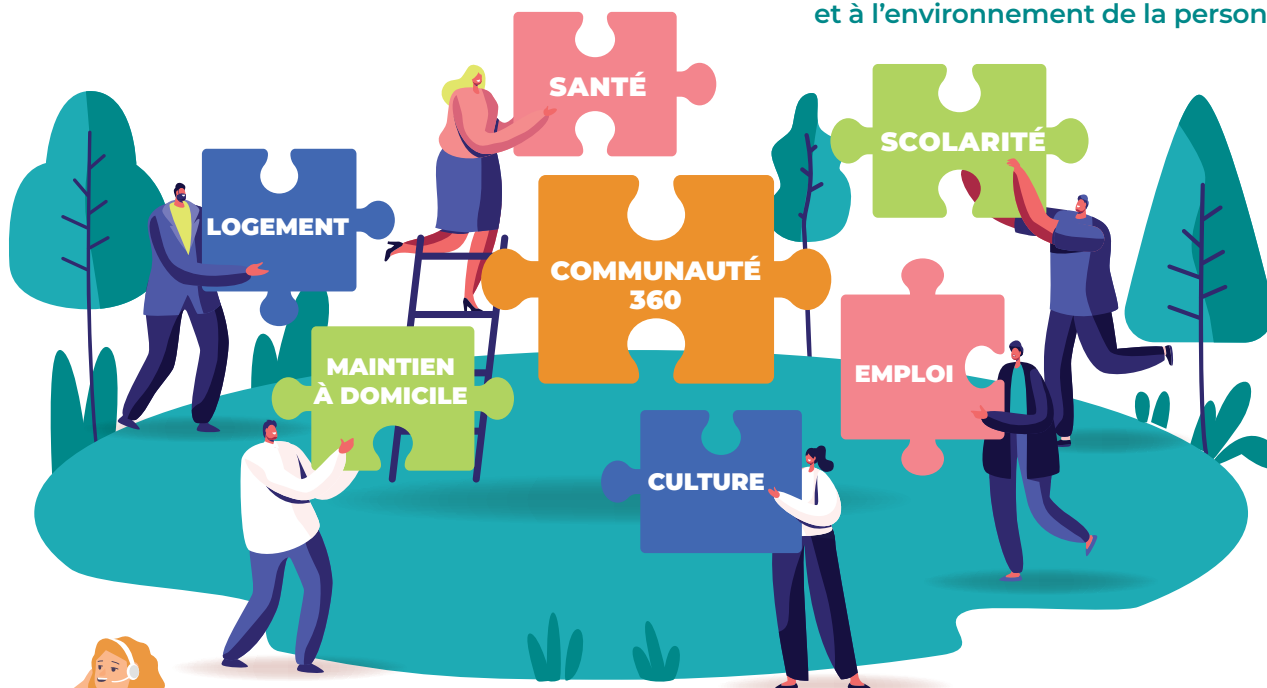 et à l'environnement de la person
SANTÉ
SCOLARITÉ
LOGEMENT
COMMUNAUTÉ
360
MAINTIEN
À DOMICILE
EMPLOI
CULTURE